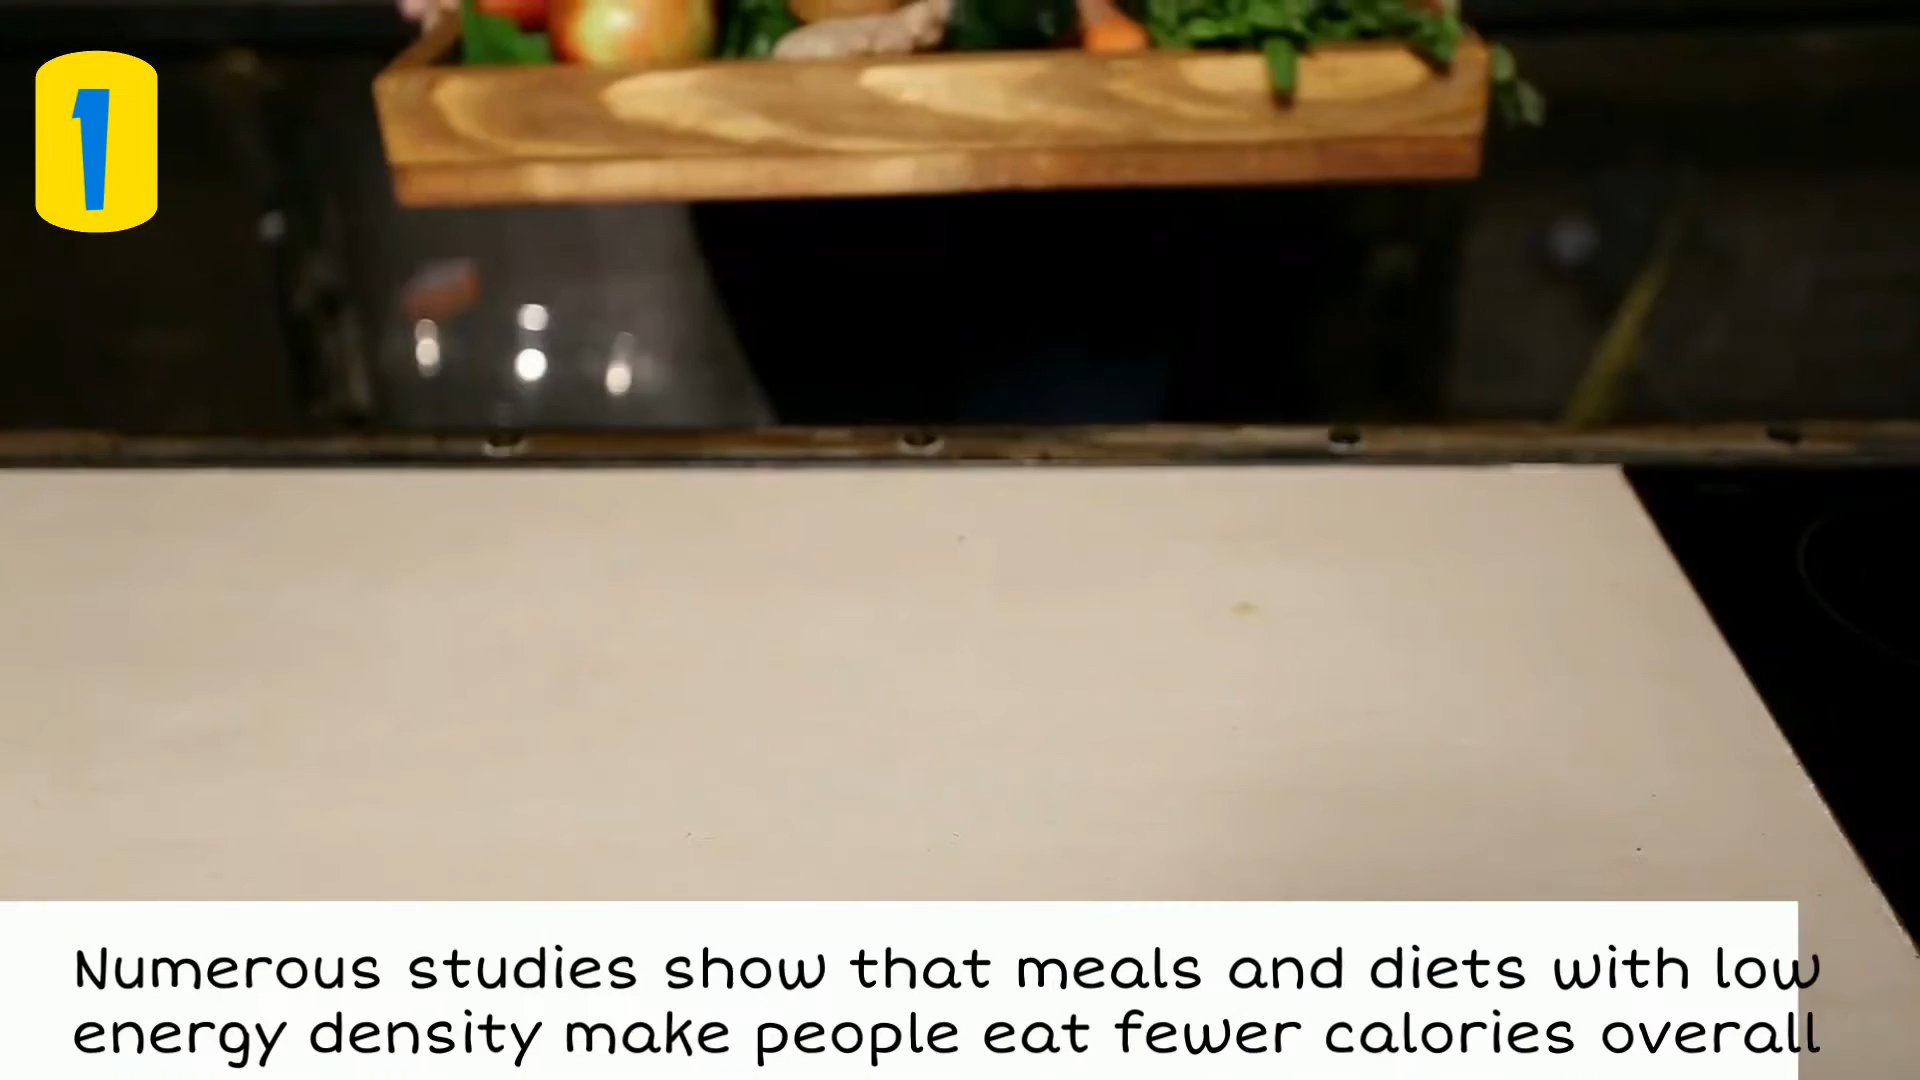 1
Numerous studies show that meals and diets with low
energy density make people eat fewer calories overall